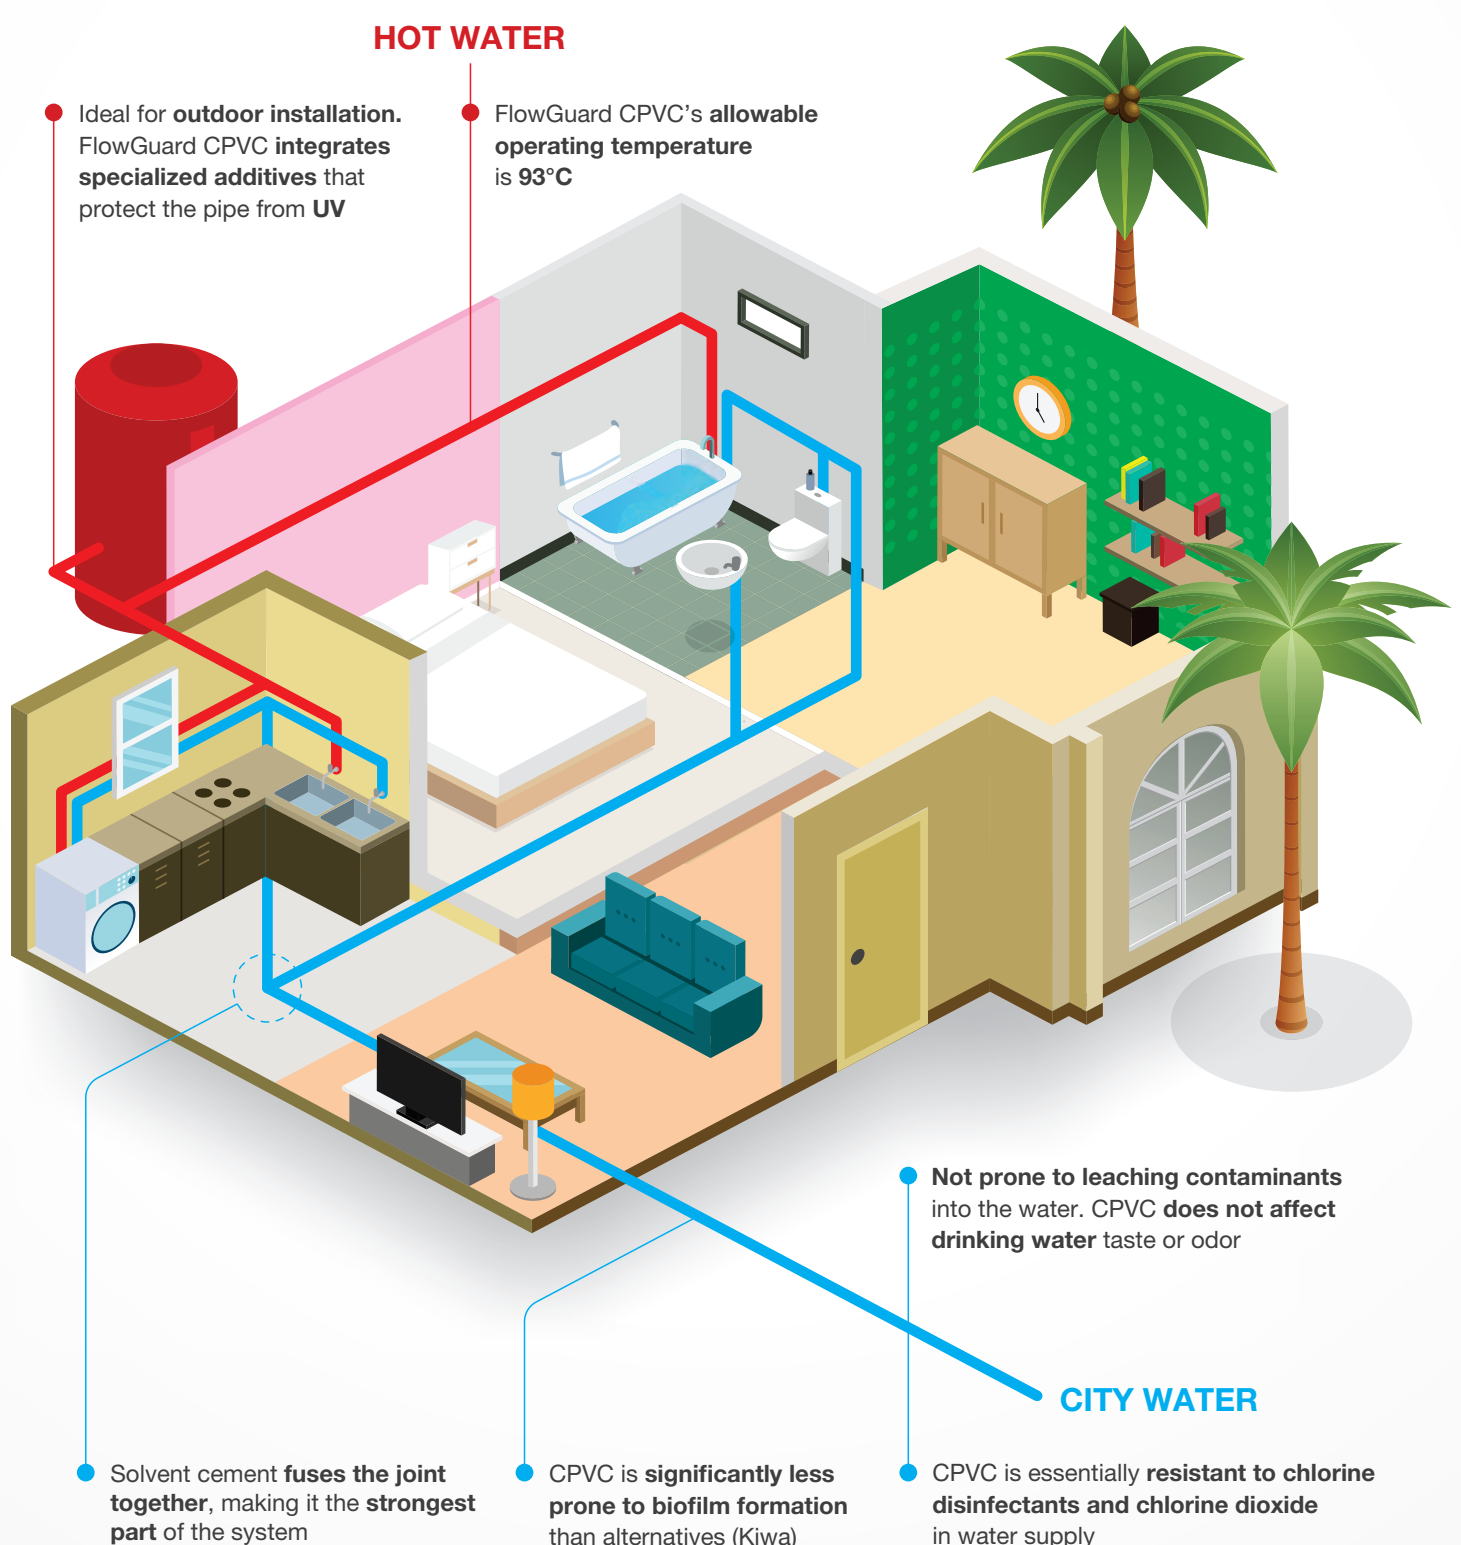 HOT WATER
Ideal for outdoor installation.
FlowGuard CPVC integrates
specialized additives that
protect the pipe from UV
FlowGuard CPVC’s allowable
operating temperature
is 93°C
Not prone to leaching contaminants
into the water. CPVC does not affect
drinking water taste or odor
CITY WATER
Solvent cement fuses the joint
together, making it the strongest
part of the system
CPVC is significantly less
prone to biofilm formation
than alternatives (Kiwa)
CPVC is essentially resistant to chlorine
disinfectants and chlorine dioxide
in water supply